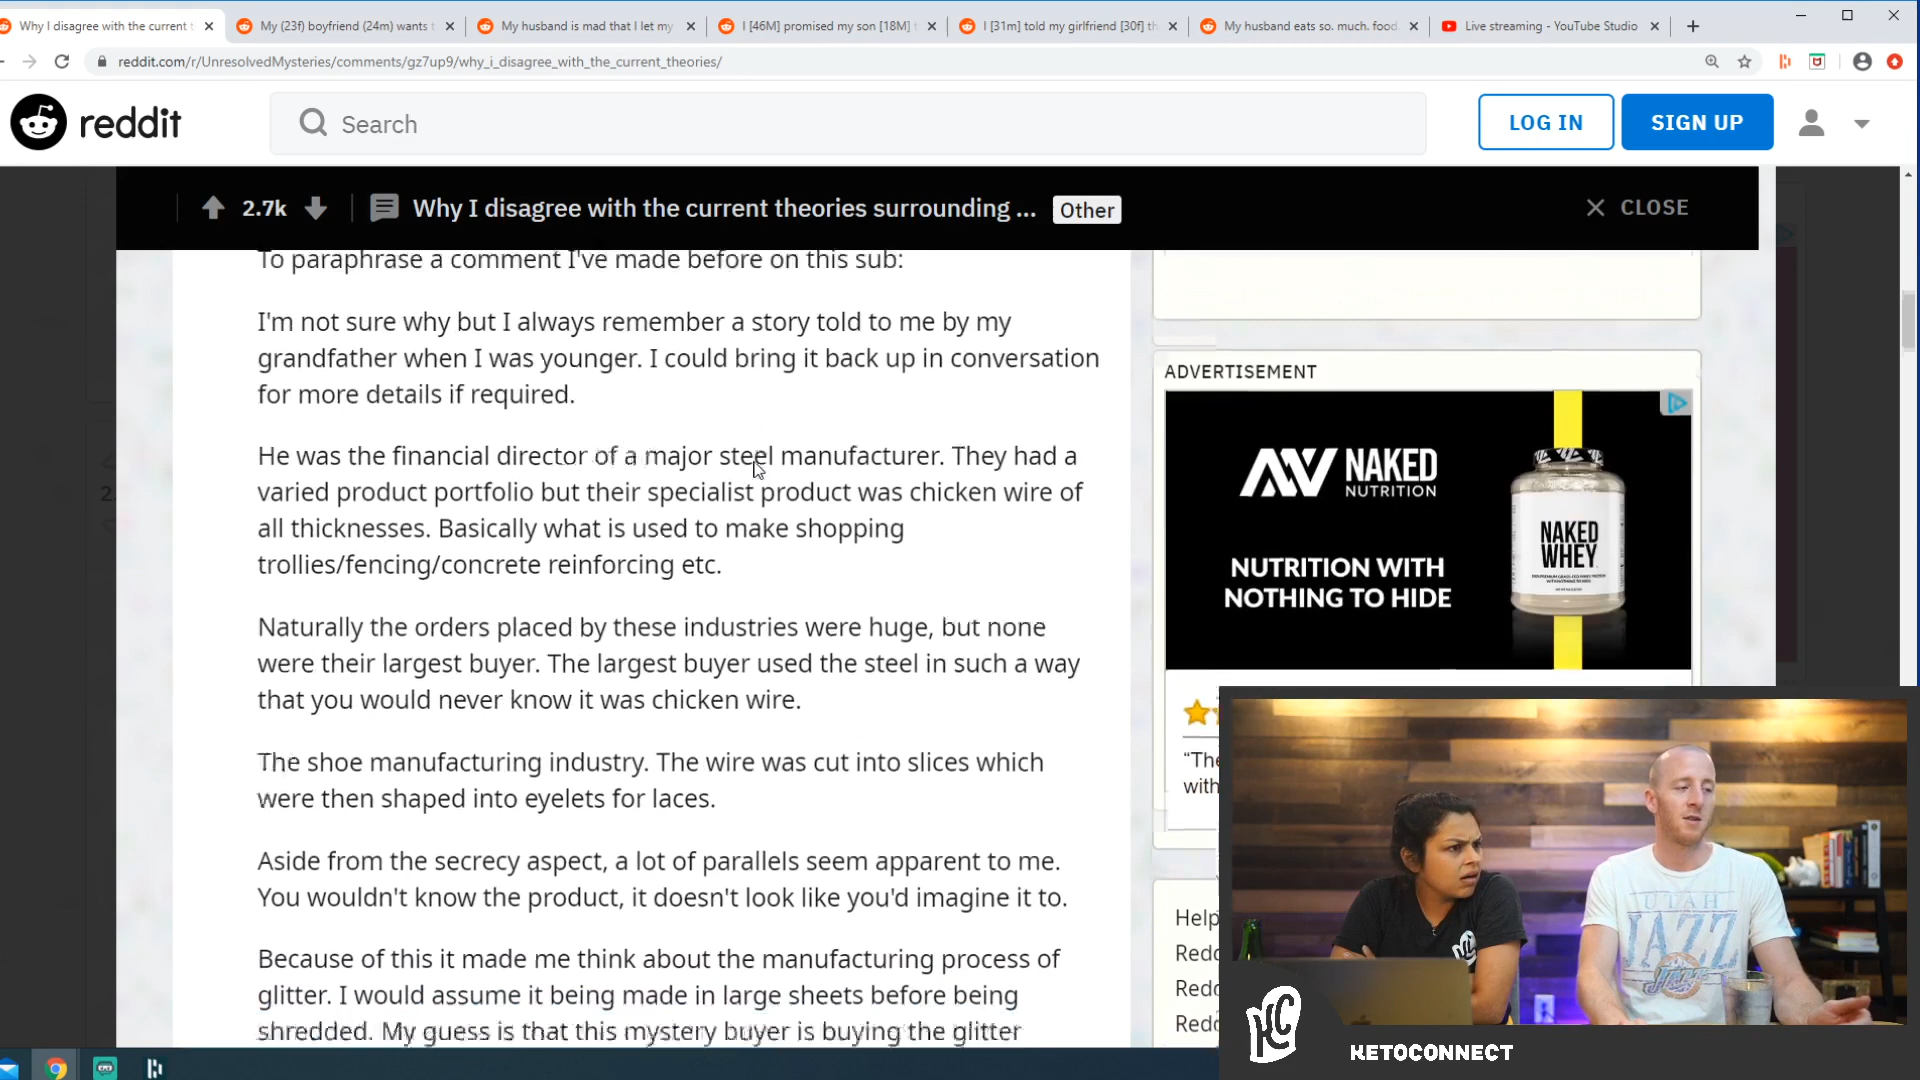 Why I disagree with the current t
My (23f) boyfriend (24m) wants t
My husband is mad that I let my
I [46M] promised my son [18M] t
I [31m] told my girlfriend [30f] th
My husband eats so. much. food.
Live streaming - YouTube Studio
reddit.com/r/UnresolvedMysteries/comments/gz7up9/why_i_disagree_with_the_current_theories/
reddit
Search
LOG IN
SIGN UP
2.7k
Why I disagree with the current theories surrounding ...
Other
CLOSE
To paraphrase a comment I've made before on this sub:
I'm not sure why but I always remember a story told to me by my
grandfather when I was younger. I could bring it back up in conversation
for more details if required.
He was the financial director of a major steel manufacturer. They had a
varied product portfolio but their specialist product was chicken wire of
all thicknesses. Basically what is used to make shopping
trollies/fencing/concrete reinforcing etc.
Naturally the orders placed by these industries were huge, but none
were their largest buyer. The largest buyer used the steel in such a way
that you would never know it was chicken wire.
The shoe manufacturing industry. The wire was cut into slices which
were then shaped into eyelets for laces.
Aside from the secrecy aspect, a lot of parallels seem apparent to me.
You wouldn't know the product, it doesn't look like you'd imagine it to.
Because of this it made me think about the manufacturing process of
glitter. I would assume it being made in large sheets before being
shredded. My guess is that this mystery buyer is buying the glitter
ADVERTISEMENT
NAKED
NUTRITION
NUTRITION WITH
NOTHING TO HIDE
NAKED
WHEY
"The
with
Help
Redd
Redd
Redd
UTAH
JAZZ
JAZZ
KC
KETOCONNECT